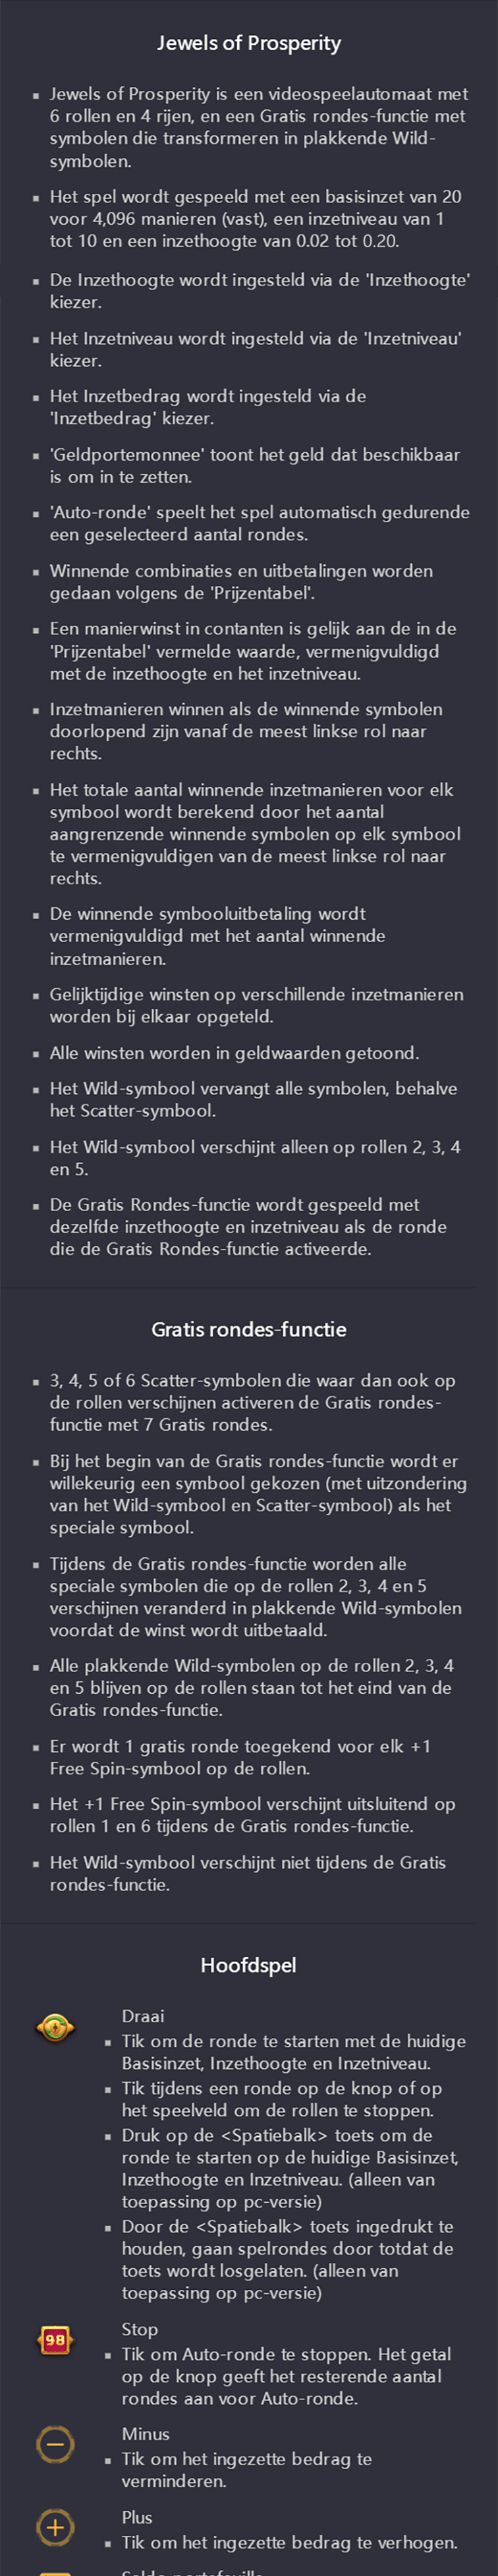 Jewels of Prosperity
Jewels of Prosperity is een videospeelautomaat met
6 rollen en 4 rijen, en een Gratis rondes-functie met
symbolen die transformeren in plakkende Wild-
symbolen.
Het spel wordt gespeeld met een basisinzet van 20
voor 4,096 manieren (vast), een inzetniveau van 1
tot 10 en een inzethoogte van 0.02 tot 0.20.
De Inzethoogte wordt ingesteld via de 'Inzethoogte'
kiezer.
Het Inzetniveau wordt ingesteld via de 'Inzetniveau'
kiezer.
Het Inzetbedrag wordt ingesteld via de
'Inzetbedrag' kiezer.
'Geldportemonnee' toont het geld dat beschikbaar
is om in te zetten.
'Auto-ronde' speelt het spel automatisch gedurende
een geselecteerd aantal rondes.
Winnende combinaties en uitbetalingen worden
gedaan volgens de 'Prijzentabel'.
Een manierwinst in contanten is gelijk aan de in de
'Prijzentabel' vermelde waarde, vermenigvuldigd
met de inzethoogte en het inzetniveau.
Inzetmanieren winnen als de winnende symbolen
doorlopend zijn vanaf de meest linkse rol naar
rechts.
Het totale aantal winnende inzetmanieren voor elk
symbool wordt berekend door het aantal
aangrenzende winnende symbolen op elk symbool
te vermenigvuldigen van de meest linkse rol naar
rechts.
De winnende symbooluitbetaling wordt
vermenigvuldigd met het aantal winnende
inzetmanieren.
Gelijktijdige winsten op verschillende inzetmanieren
worden bij elkaar opgeteld.
Alle winsten worden in geldwaarden getoond.
Het Wild-symbool vervangt alle symbolen, behalve
het Scatter-symbool.
Het Wild-symbool verschijnt alleen op rollen 2, 3, 4
en 5.
De Gratis Rondes-functie wordt gespeeld met
dezelfde inzethoogte en inzetniveau als de ronde
die de Gratis Rondes-functie activeerde.
Gratis rondes-functie
3, 4, 5 of 6 Scatter-symbolen die waar dan ook op
de rollen verschijnen activeren de Gratis rondes-
functie met 7 Gratis rondes.
Bij het begin van de Gratis rondes-functie wordt er
willekeurig een symbool gekozen (met uitzondering
van het Wild-symbool en Scatter-symbool) als het
speciale symbool.
Tijdens de Gratis rondes-functie worden alle
speciale symbolen die op de rollen 2, 3, 4 en 5
verschijnen veranderd in plakkende Wild-symbolen
voordat de winst wordt uitbetaald.
Alle plakkende Wild-symbolen op de rollen 2, 3, 4
en 5 blijven op de rollen staan tot het eind van de
Gratis rondes-functie.
Er wordt 1 gratis ronde toegekend voor elk +1
Free Spin-symbool op de rollen.
Het +1 Free Spin-symbool verschijnt uitsluitend op
rollen 1 en 6 tijdens de Gratis rondes-functie.
Het Wild-symbool verschijnt niet tijdens de Gratis
rondes-functie.
Hoofdspel
Draai
Tik om de ronde te starten met de huidige
Basisinzet, Inzethoogte en Inzetniveau.
Tik tijdens een ronde op de knop of op
het speelveld om de rollen te stoppen.
Druk op de <Spatiebalk> toets om de
ronde te starten op de huidige Basisinzet,
Inzethoogte en Inzetniveau. (alleen van
toepassing op pc-versie)
Door de <Spatiebalk> toets ingedrukt te
houden, gaan spelrondes door totdat de
toets wordt losgelaten. (alleen van
toepassing op pc-versie)
Stop
98
Tik om Auto-ronde te stoppen. Het getal
op de knop geeft het resterende aantal
rondes aan voor Auto-ronde.
Minus
Tik om het ingezette bedrag te
verminderen.
Plus
Tik om het ingezette bedrag te verhogen.